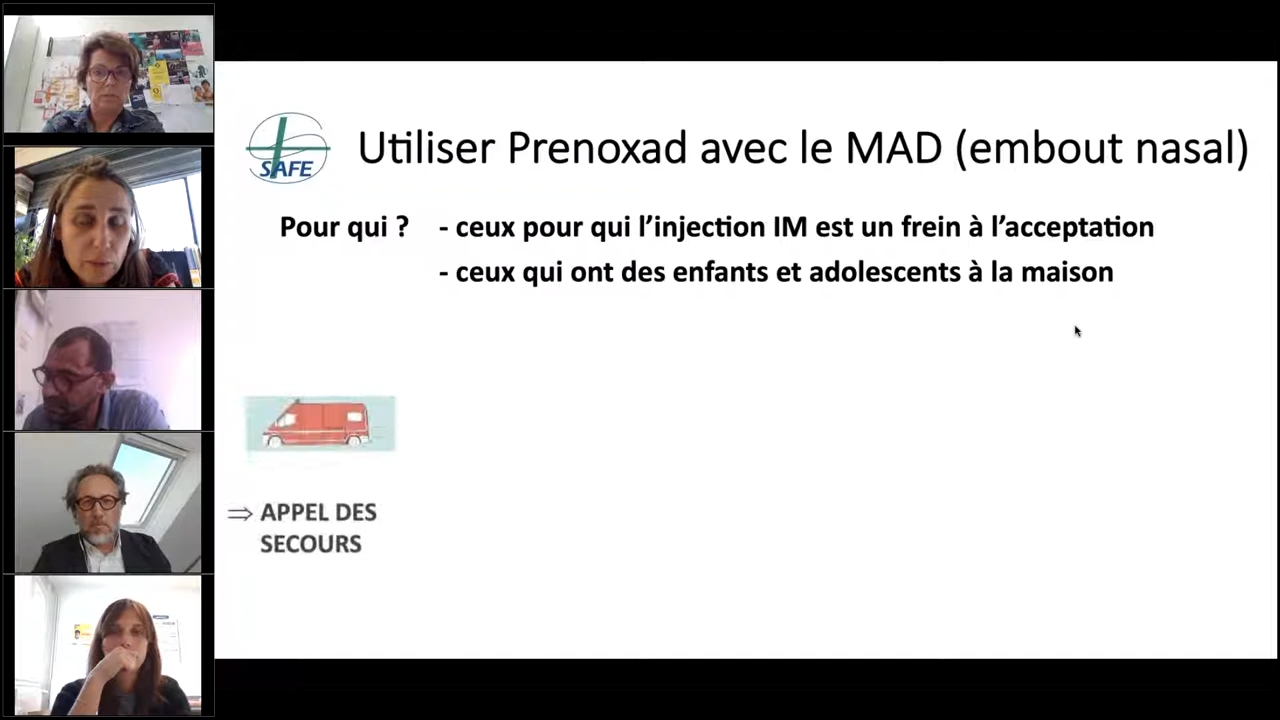 SAFE
Utiliser Prenoxad avec le MAD (embout nasal)
Pour qui ? - ceux pour qui l’injection IM est un frein à l’acceptation
- ceux qui ont des enfants et adolescents à la maison
⇒ APPEL DES
SECOURS